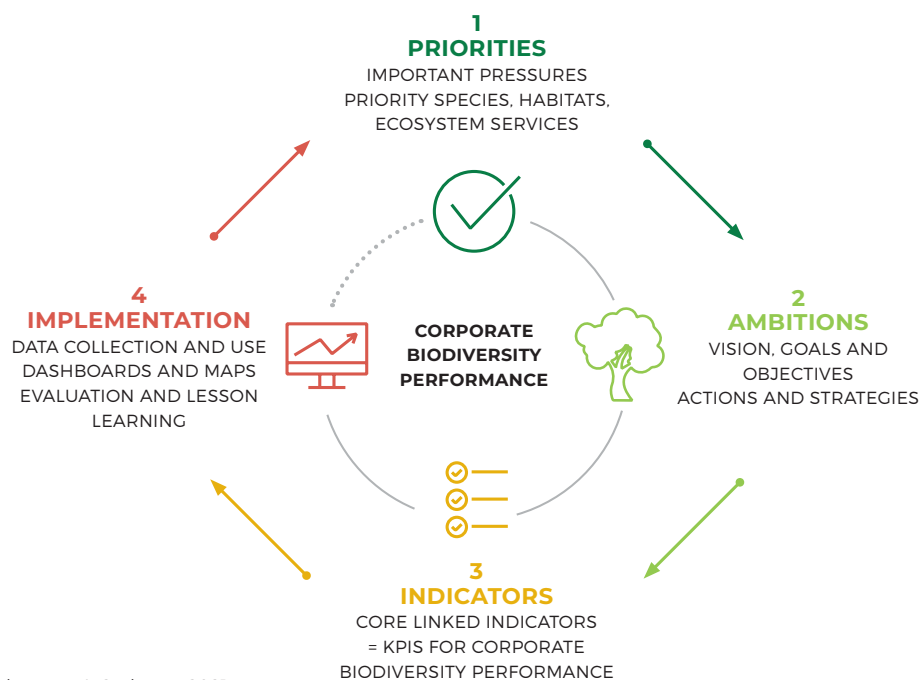 1
PRIORITIES
IMPORTANT PRESSURES
PRIORITY SPECIES, HABITATS,
ECOSYSTEM SERVICES
2
AMBITIONS
VISION, GOALS AND
OBJECTIVES
ACTIONS AND STRATEGIES
3
INDICATORS
CORE LINKED INDICATORS
= KPIS FOR CORPORATE
BIODIVERSITY PERFORMANCE
4
IMPLEMENTATION
DATA COLLECTION AND USE
DASHBOARDS AND MAPS
EVALUATION AND LESSON
LEARNING
CORPORATE
BIODIVERSITY
PERFORMANCE